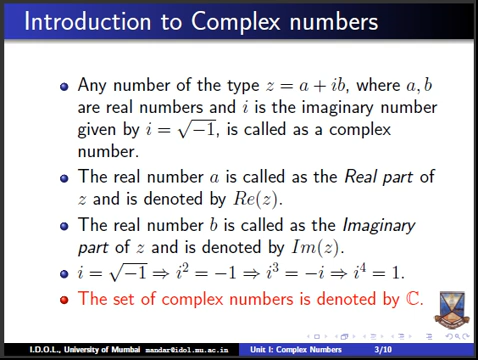 Introduction to Complex numbers
Any number of the type z = a + ib, where a, b
are real numbers and i is the imaginary number
given by i = √−1, is called as a complex
number.
The real number a is called as the Real part of
z and is denoted by Re(z).
The real number b is called as the Imaginary
part of z and is denoted by Im(z).
i = √−1 ⇒ i² = −1 ⇒ i³ = −i ⇒ i⁴ = 1.
The set of complex numbers is denoted by ℂ.
I.D.O.L., University of Mumbai mandar@idol.mu.ac.in Unit I: Complex Numbers 3/10